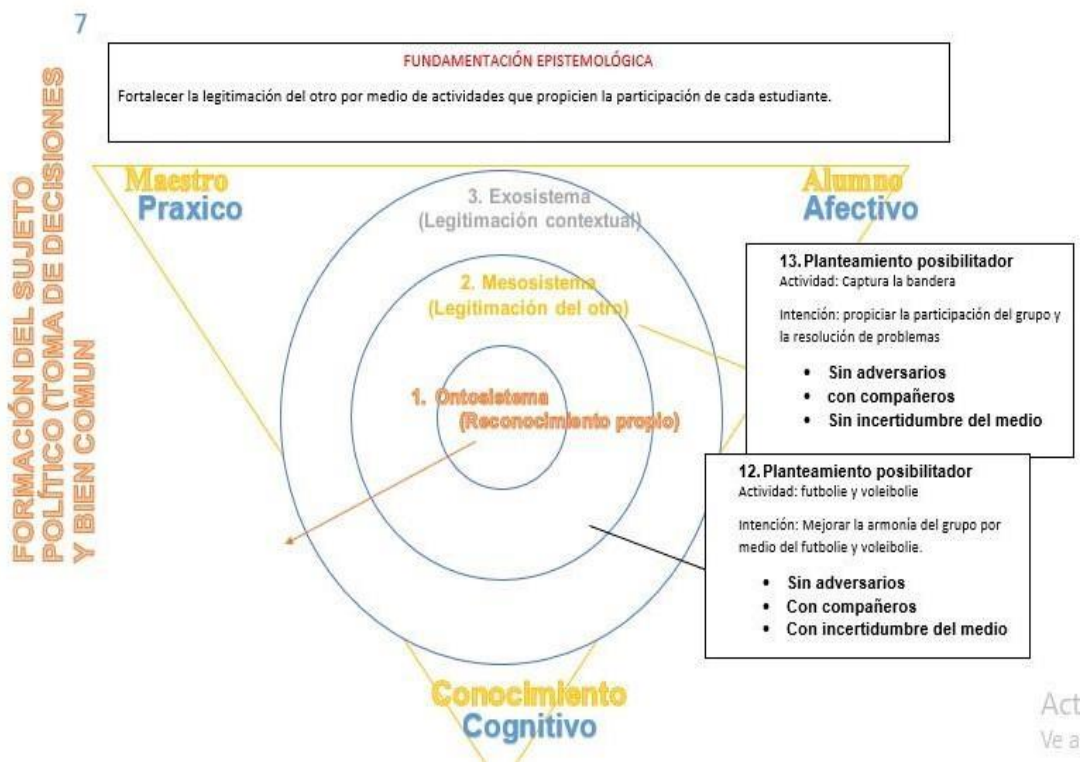 7
FORMACIÓN DEL SUJETO
POLÍTICO (TOMA DE DECISIONES
Y BIEN COMUN
FUNDAMENTACIÓN EPISTEMOLÓGICA
Fortalecer la legitimación del otro por medio de actividades que propicien la participación de cada estudiante.
Maestro
Praxico
Alumno
Afectivo
3. Exosistema
(Legitimación contextual)
2. Mesosistema
(Legitimación del otro)
1. Ontosistema
(Reconocimiento propio)
13. Planteamiento posibilitador
Actividad: Captura la bandera
Intención: propiciar la participación del grupo y
la resolución de problemas
• Sin adversarios
• con compañeros
• Sin incertidumbre del medio
12. Planteamiento posibilitador
Actividad: futbolie y voleibolie
Intención: Mejorar la armonía del grupo por
medio del futbolie y voleibolie.
• Sin adversarios
• Con compañeros
• Con incertidumbre del medio
Conocimiento
Cognitivo
Act
Ve a